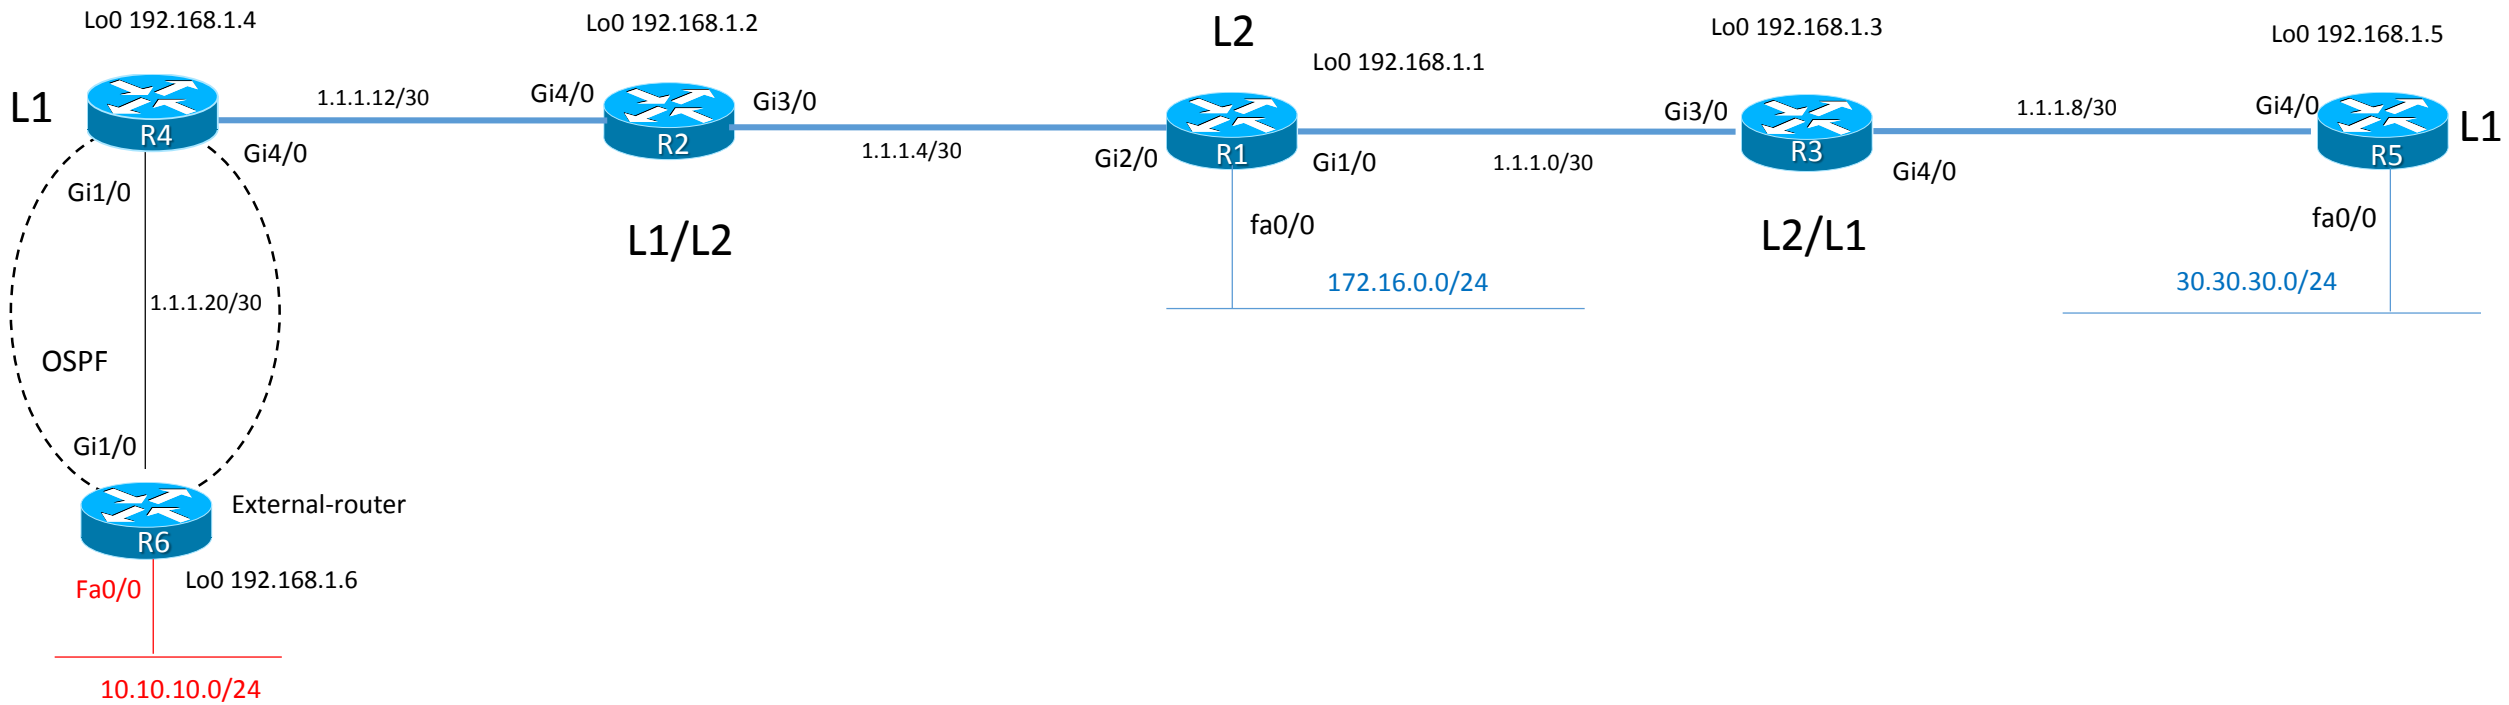 Lo0 192.168.1.4
Lo0 192.168.1.2
L2
Lo0 192.168.1.3
Lo0 192.168.1.5
Lo0 192.168.1.1
L1
1.1.1.12/30
Gi4/0
Gi3/0
Gi3/0
1.1.1.8/30
Gi4/0
L1
R4
R2
R1
R3
R5
Gi4/0
1.1.1.4/30
Gi2/0
Gi1/0
1.1.1.0/30
Gi4/0
Gi1/0
fa0/0
fa0/0
L1/L2
L2/L1
172.16.0.0/24
30.30.30.0/24
1.1.1.20/30
OSPF
Gi1/0
External-router
R6
Lo0 192.168.1.6
Fa0/0
10.10.10.0/24